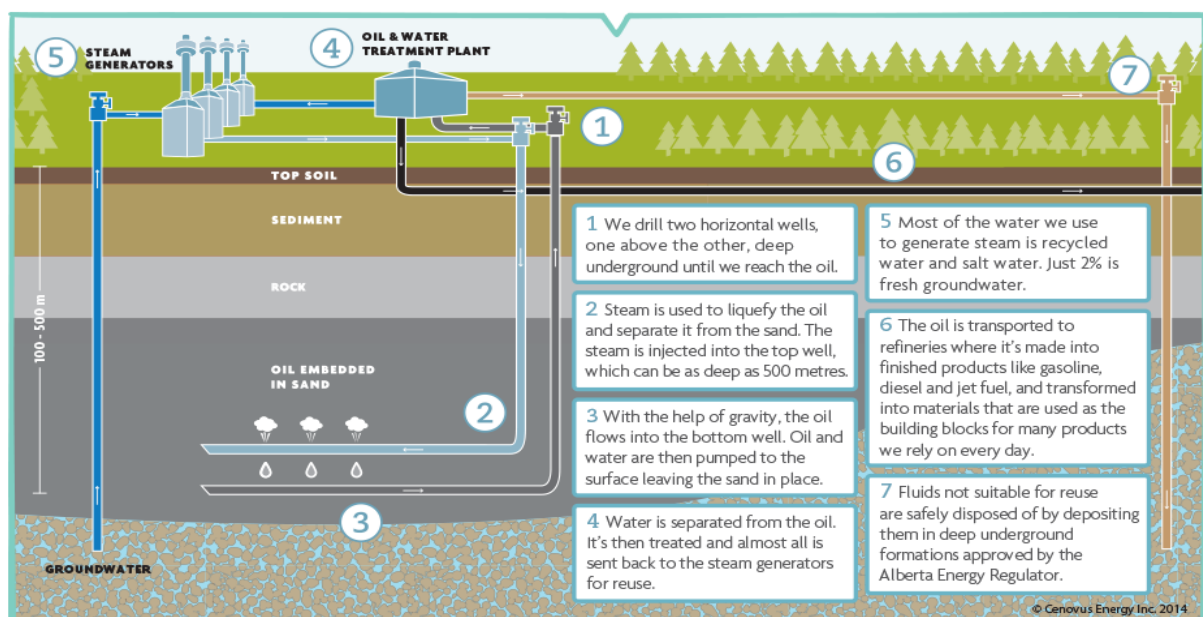 5 STEAM
GENERATORS
4 OIL & WATER
TREATMENT PLANT
7
1
6
TOP SOIL
SEDIMENT
ROCK
100 - 500 m
OIL EMBEDDED
IN SAND
2
3
GROUNDWATER
1 We drill two horizontal wells,
one above the other, deep
underground until we reach the oil.
2 Steam is used to liquefy the oil
and separate it from the sand. The
steam is injected into the top well,
which can be as deep as 500 metres.
3 With the help of gravity, the oil
flows into the bottom well. Oil and
water are then pumped to the
surface leaving the sand in place.
4 Water is separated from the oil.
It's then treated and almost all is
sent back to the steam generators
for reuse.
5 Most of the water we use
to generate steam is recycled
water and salt water. Just 2% is
fresh groundwater.
6 The oil is transported to
refineries where it's made into
finished products like gasoline,
diesel and jet fuel, and transformed
into materials that are used as the
building blocks for many products
we rely on every day.
7 Fluids not suitable for reuse
are safely disposed of by depositing
them in deep underground
formations approved by the
Alberta Energy Regulator.
© Cenovus Energy Inc. 2014